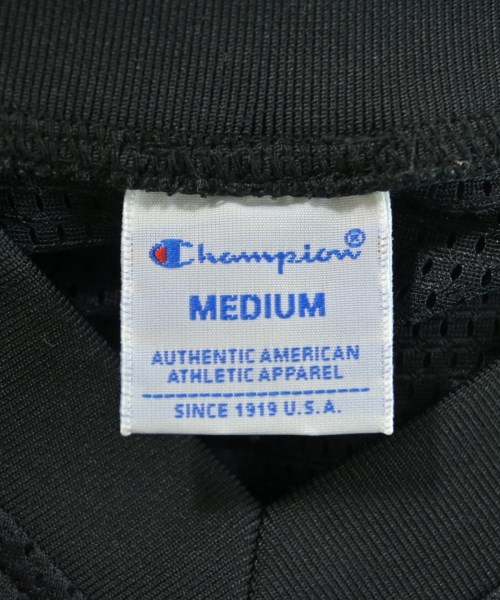 Champion®
MEDIUM
AUTHENTIC AMERICAN
ATHLETIC APPAREL
SINCE 1919 U.S.A.